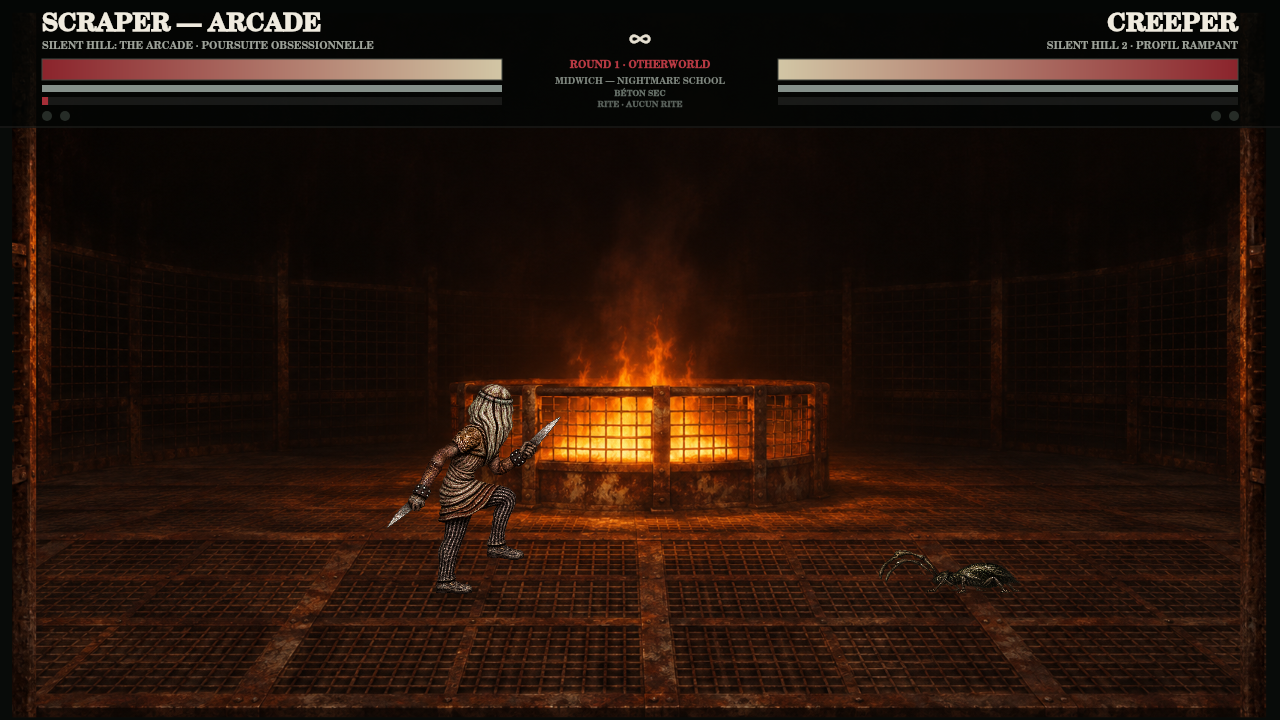 SCRAPER — ARCADE
SILENT HILL: THE ARCADE · POURSUITE OBSESSIONNELLE
∞
ROUND 1 · OTHERWORLD
MIDWICH — NIGHTMARE SCHOOL
BÉTON SEC
RITE · AUCUN RITE
CREEPER
SILENT HILL 2 · PROFIL RAMPANT